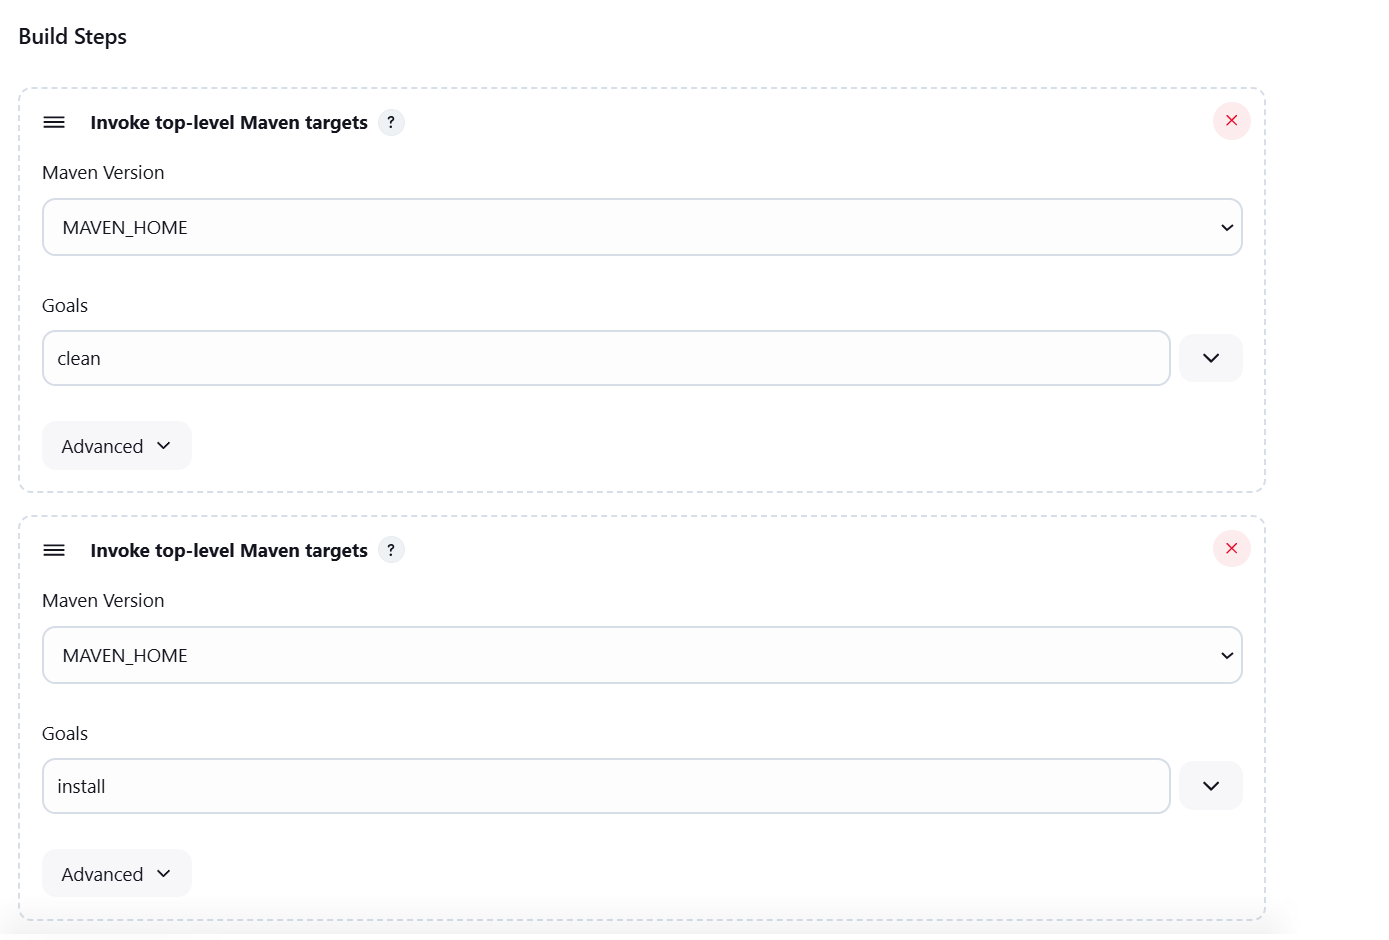 Build Steps
Invoke top-level Maven targets ?
Maven Version
MAVEN_HOME
Goals
clean
Advanced
Invoke top-level Maven targets ?
Maven Version
MAVEN_HOME
Goals
install
Advanced